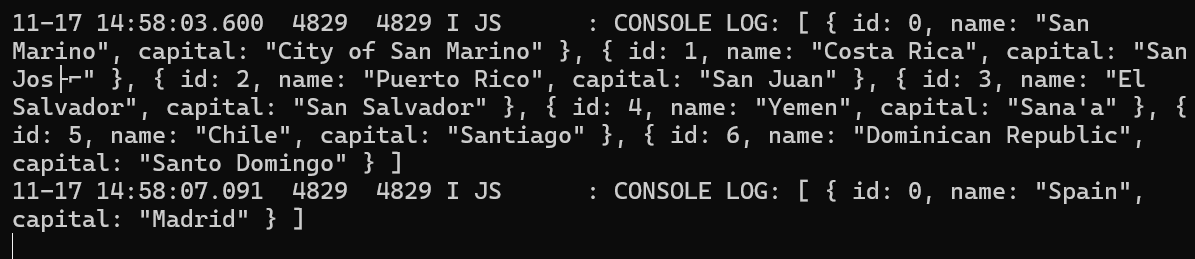 11-17 14:58:03.600  4829  4829 I JS      : CONSOLE LOG: [ { id: 0, name: "San
Marino", capital: "City of San Marino" }, { id: 1, name: "Costa Rica", capital: "San
Jos├⌐" }, { id: 2, name: "Puerto Rico", capital: "San Juan" }, { id: 3, name: "El
Salvador", capital: "San Salvador" }, { id: 4, name: "Yemen", capital: "Sana'a" }, {
id: 5, name: "Chile", capital: "Santiago" }, { id: 6, name: "Dominican Republic",
capital: "Santo Domingo" } ]
11-17 14:58:07.091  4829  4829 I JS      : CONSOLE LOG: [ { id: 0, name: "Spain",
capital: "Madrid" } ]